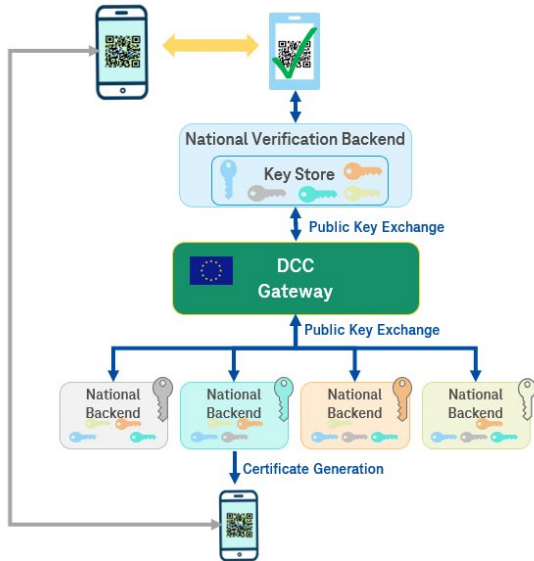 National Verification Backend
Key Store
Public Key Exchange
DCC
Gateway
Public Key Exchange
National
Backend
National
Backend
National
Backend
National
Backend
Certificate Generation